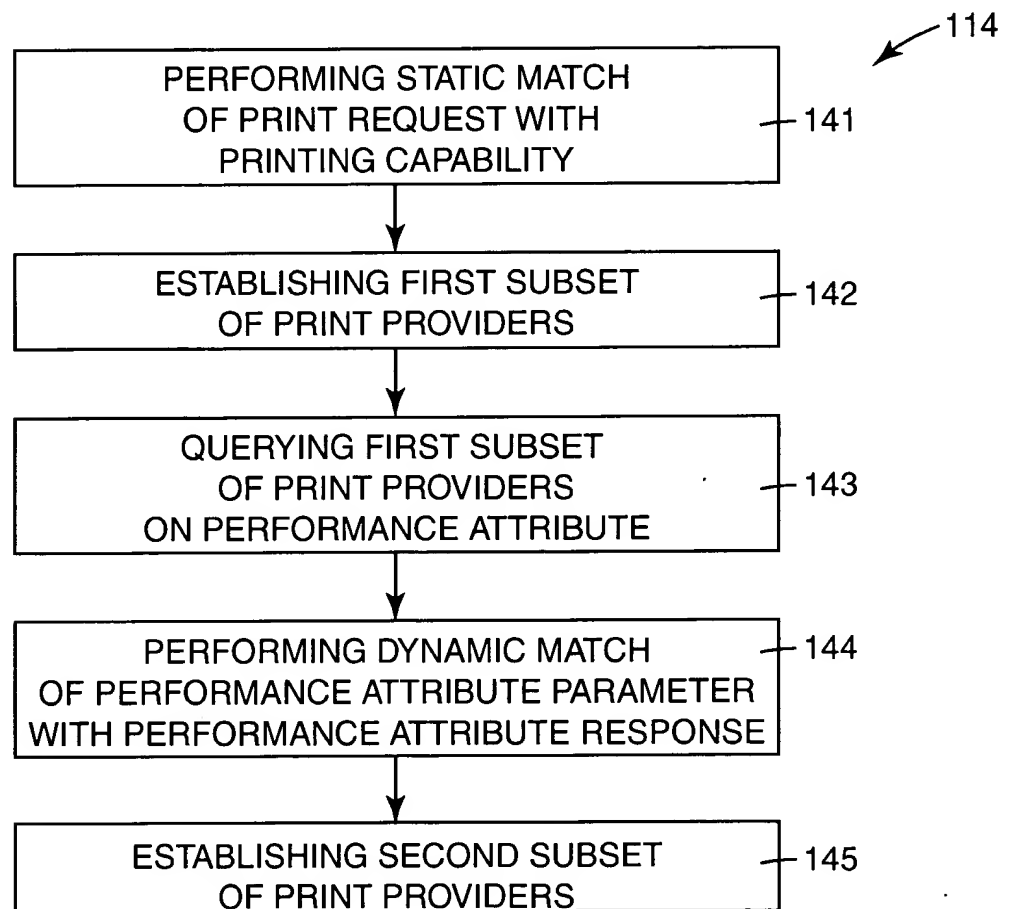 114
PERFORMING STATIC MATCH
OF PRINT REQUEST WITH
PRINTING CAPABILITY
141
ESTABLISHING FIRST SUBSET
OF PRINT PROVIDERS
142
QUERYING FIRST SUBSET
OF PRINT PROVIDERS
ON PERFORMANCE ATTRIBUTE
143
PERFORMING DYNAMIC MATCH
OF PERFORMANCE ATTRIBUTE PARAMETER
WITH PERFORMANCE ATTRIBUTE RESPONSE
144
ESTABLISHING SECOND SUBSET
OF PRINT PROVIDERS
145